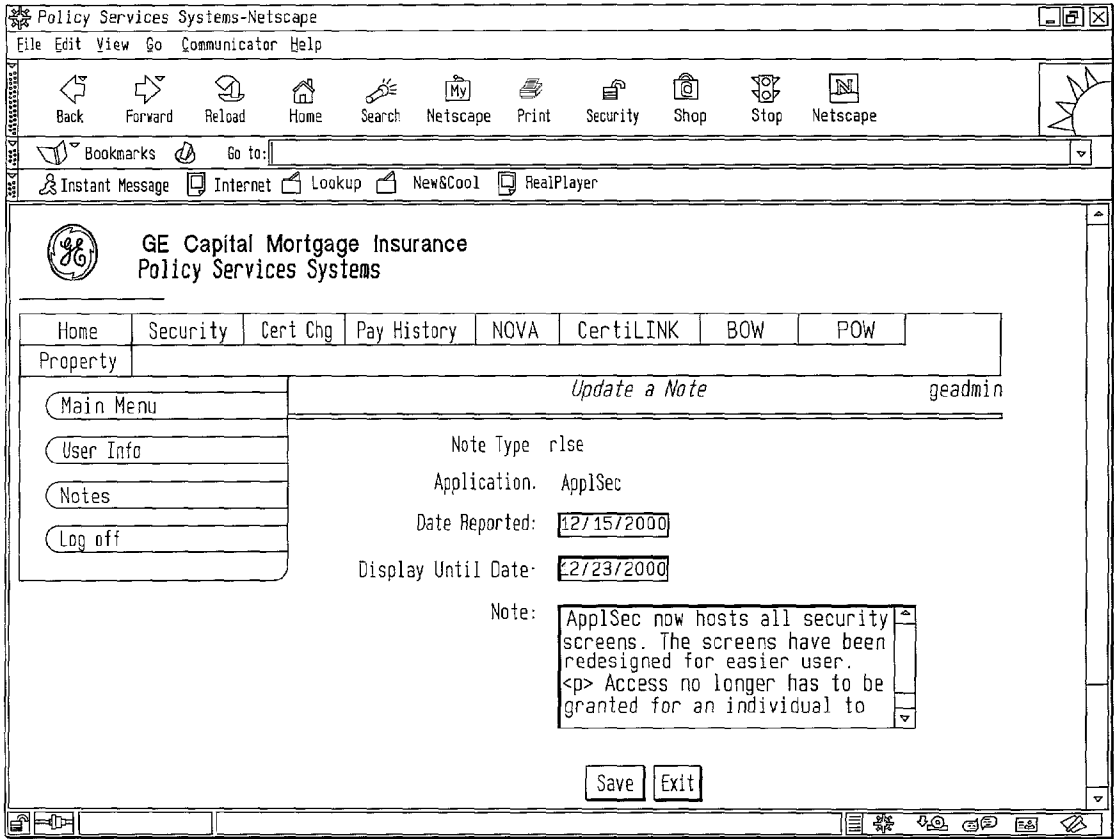 Policy Services Systems-Netscape
File Edit View Go Communicator Help
Back Forward Reload Home Search My Netscape Print Security Shop Stop N Netscape
Bookmarks Go to:
Instant Message Internet Lookup New&Cool RealPlayer
GE GE Capital Mortgage Insurance
Policy Services Systems
Home Security Cert Chg Pay History NOVA CertiLINK BOW POW
Property
Update a Note geadmin
Main Menu
User Info
Notes
Log off
Note Type rlse
Application. ApplSec
Date Reported: 12/15/2000
Display Until Date· 12/23/2000
Note: ApplSec now hosts all security
screens. The screens have been
redesigned for easier user.
<p> Access no longer has to be
granted for an individual to
Save Exit